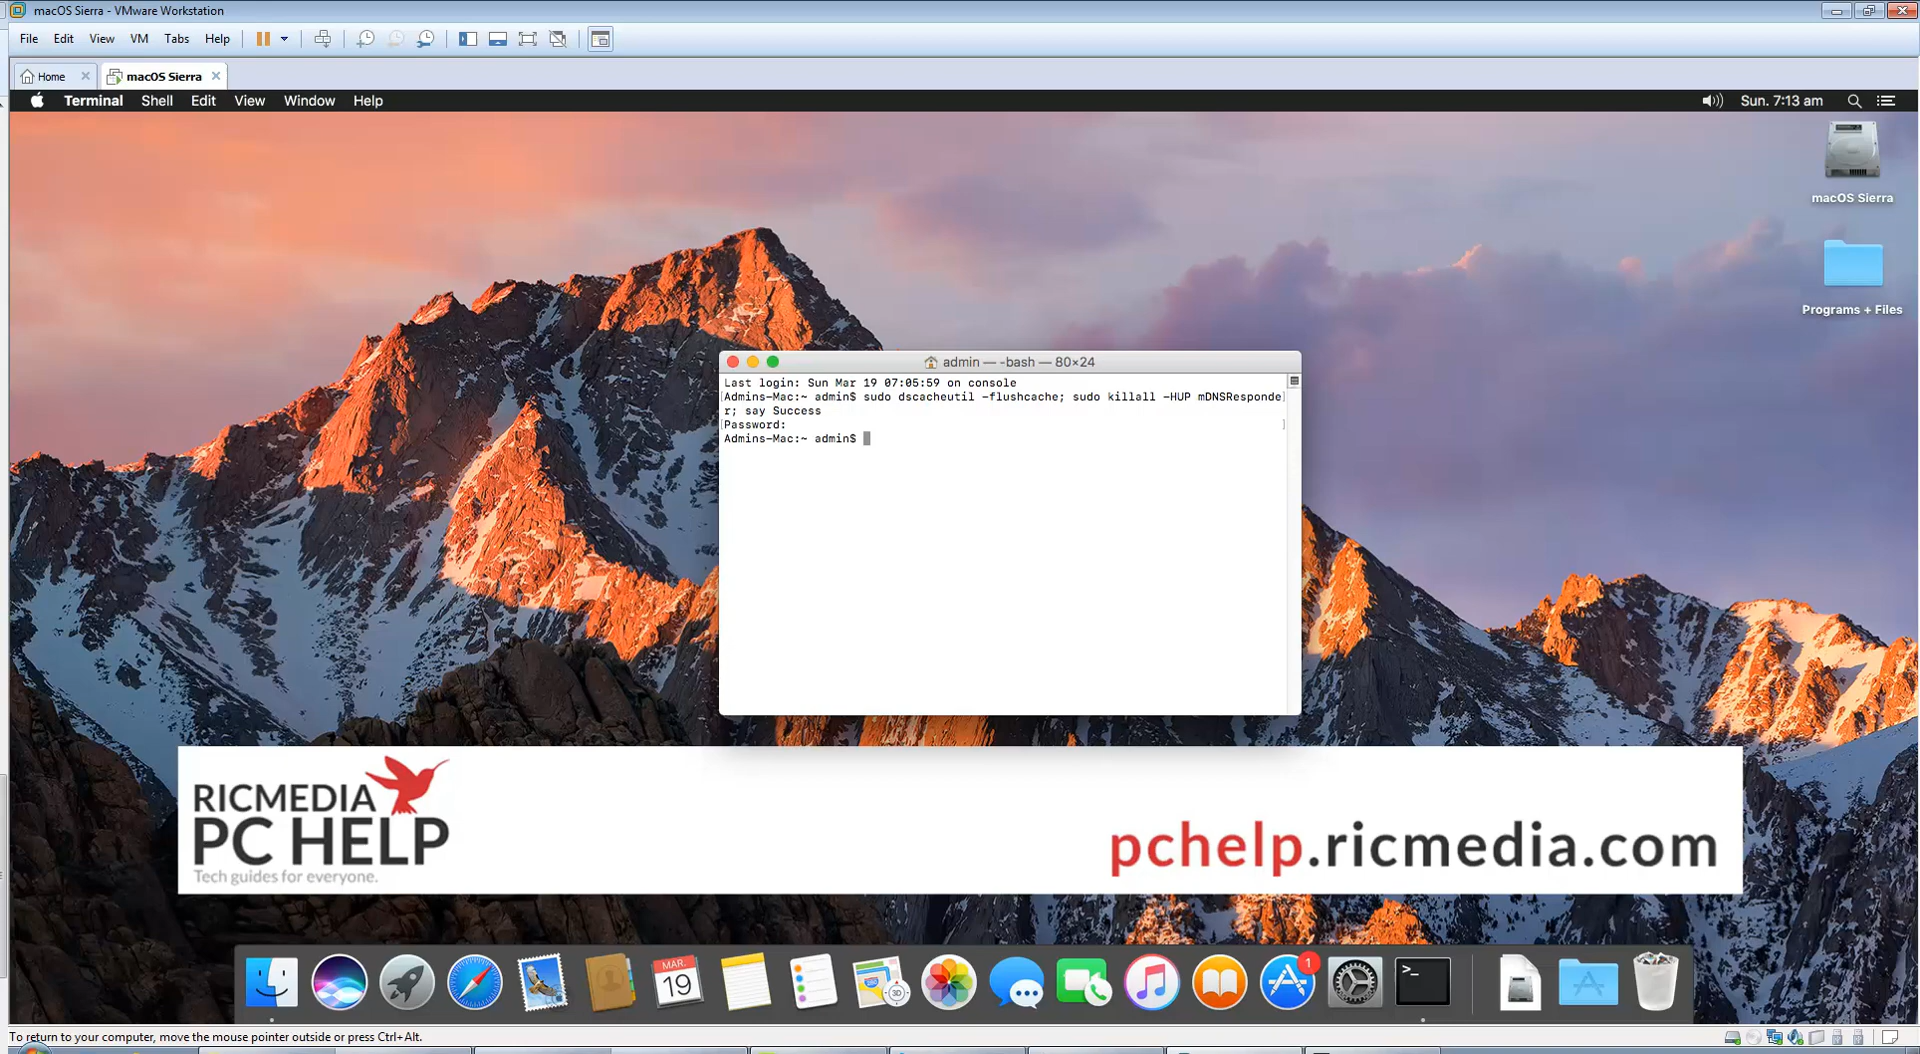 macOS Sierra - VMware Workstation
File Edit View VM Tabs Help
Home macOS Sierra
Terminal Shell Edit View Window Help Sun. 7:13 am
macOS Sierra
Programs + Files
admin — -bash — 80×24
Last login: Sun Mar 19 07:05:59 on console
[Admins-Mac:~ admin$ sudo dscacheutil -flushcache; sudo killall -HUP mDNSResponde]
r; say Success
[Password: ]
Admins-Mac:~ admin$
RICMEDIA
PC HELP
Tech guides for everyone.
pchelp.ricmedia.com
MAR.
19
3D
1
>_
To return to your computer, move the mouse pointer outside or press Ctrl+Alt.